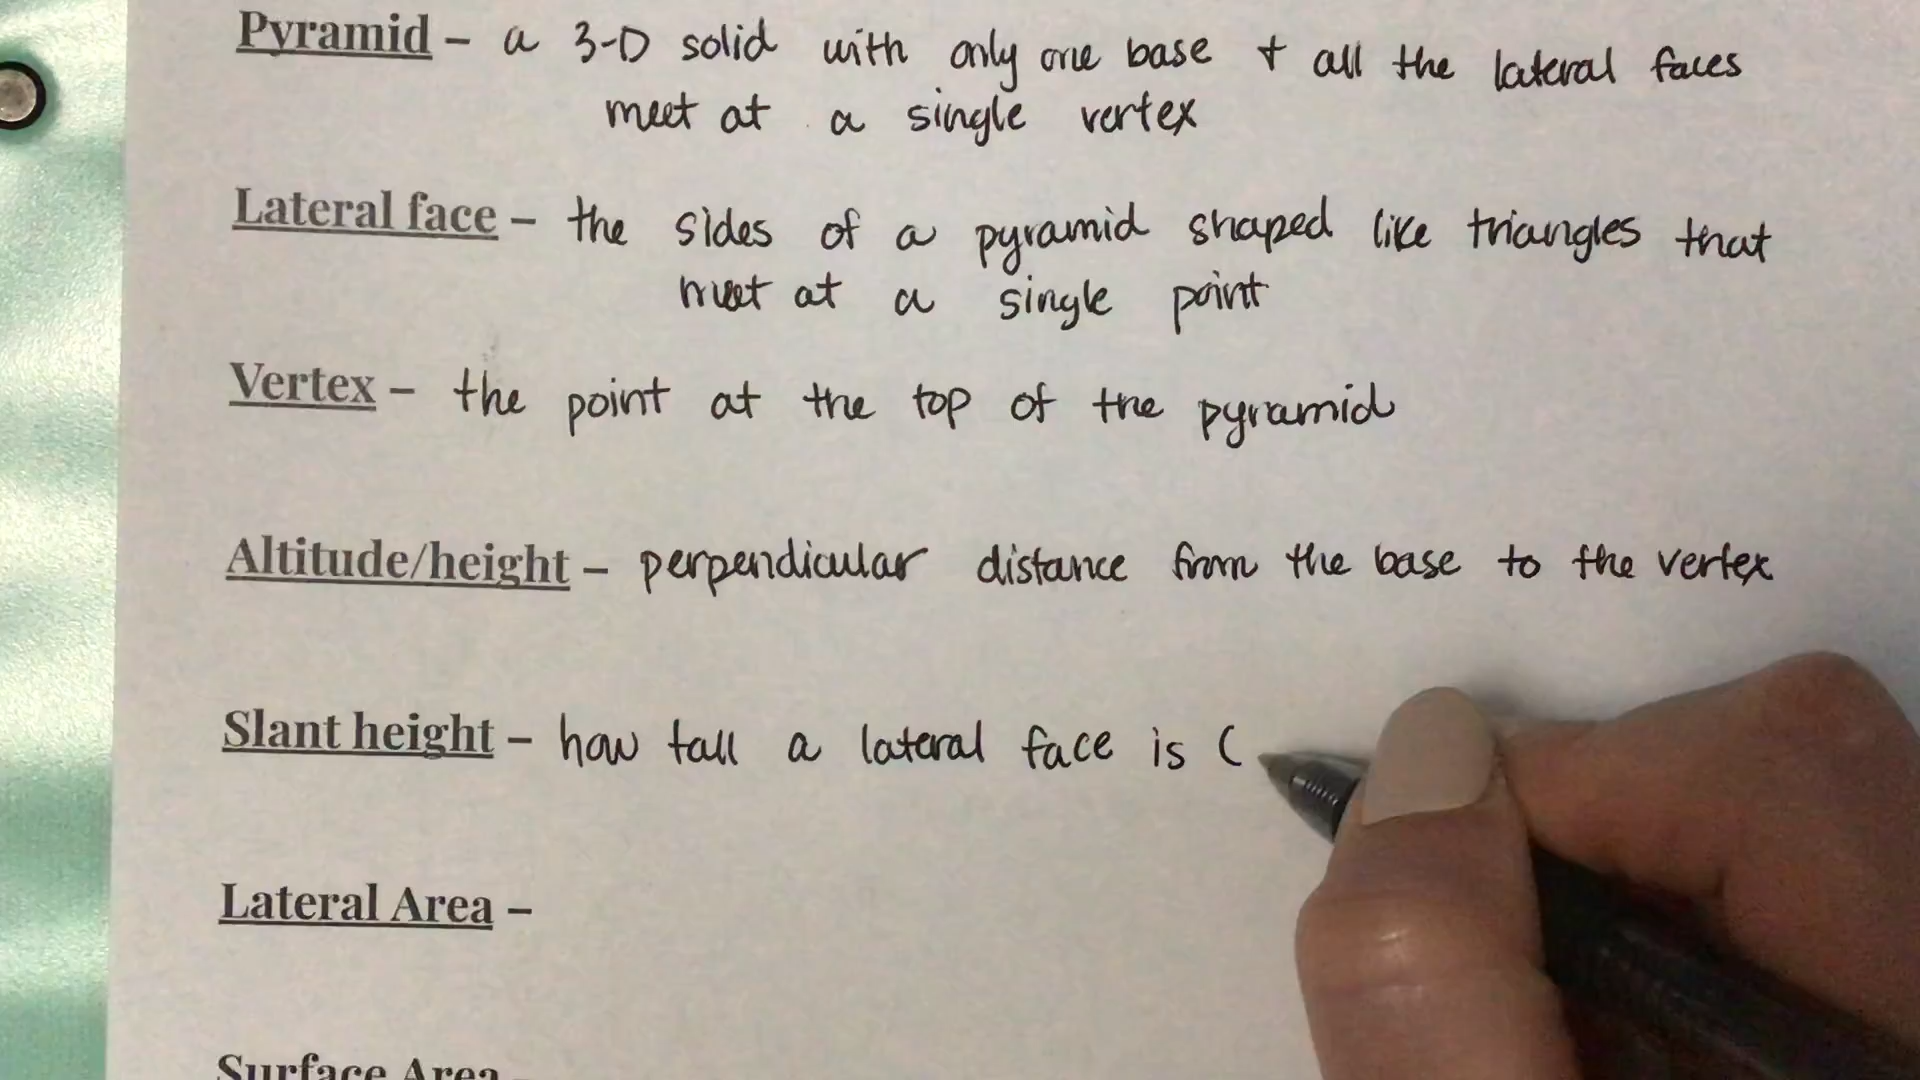 Pyramid – a 3-D solid with only one base + all the lateral faces
meet at a single vertex
Lateral face – the sides of a pyramid shaped like triangles that
meet at a single point
Vertex – the point at the top of the pyramid
Altitude/height – perpendicular distance from the base to the vertex
Slant height – how tall a lateral face is (
Lateral Area –
Surface Area –